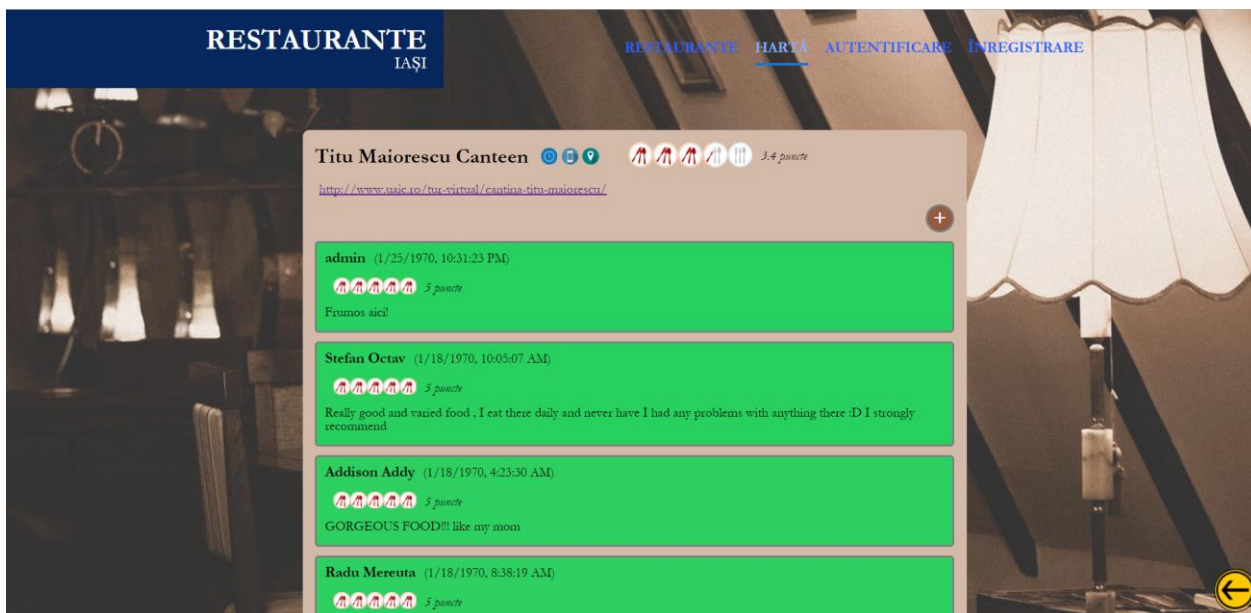 RESTAURANTE
IAȘI
RESTAURANTE HARTĂ AUTENTIFICARE ÎNREGISTRARE
Titu Maiorescu Canteen 3.4 puncte
http://www.uaic.ro/tur-virtual/cantina-titu-maiorescu/
+
admin (1/25/1970, 10:31:23 PM)
5 puncte
Frumos aici!
Stefan Octav (1/18/1970, 10:05:07 AM)
5 puncte
Really good and varied food , I eat there daily and never have I had any problems with anything there :D I strongly
recommend
Addison Addy (1/18/1970, 4:23:30 AM)
5 puncte
GORGEOUS FOOD!!! like my mom
Radu Mereuta (1/18/1970, 8:38:19 AM)
5 puncte